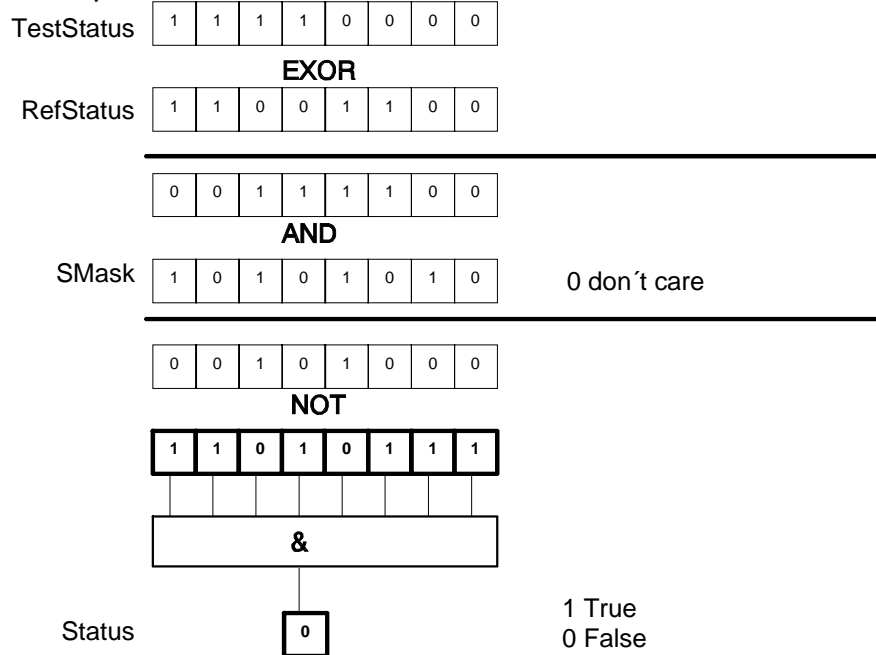 TestStatus 1 1 1 1 0 0 0 0
EXOR
RefStatus 1 1 0 0 1 1 0 0
0 0 1 1 1 1 0 0
AND
SMask 1 0 1 0 1 0 1 0 0 don´t care
0 0 1 0 1 0 0 0
NOT
1 1 0 1 0 1 1 1
&
1 True
Status 0 0 False